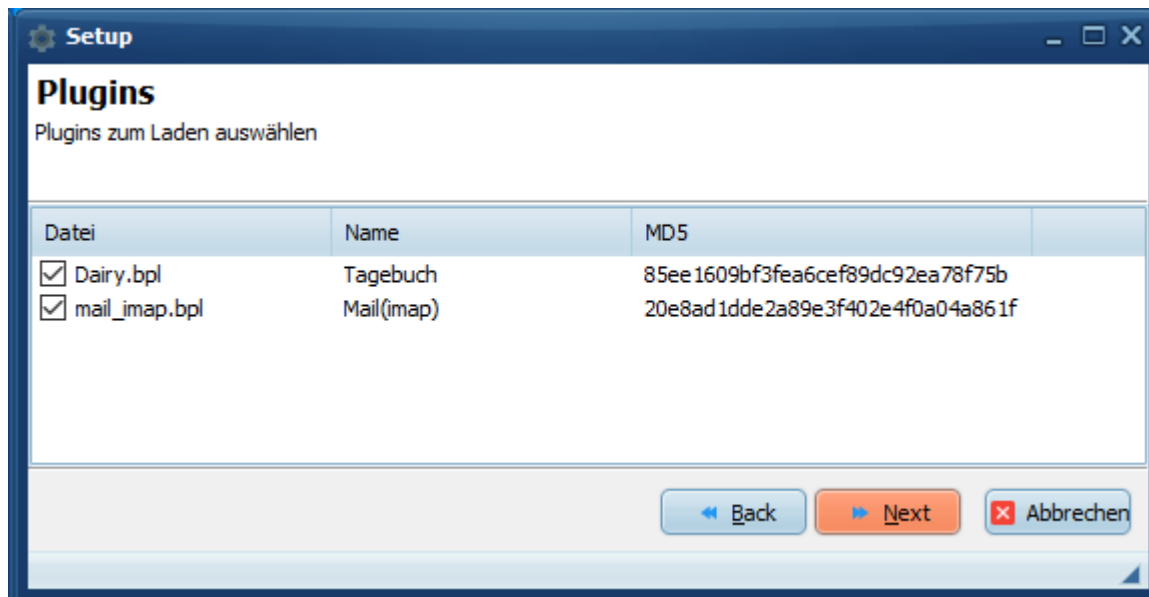 Setup
Plugins
Plugins zum Laden auswählen
Datei Name MD5
Dairy.bpl Tagebuch 85ee1609bf3fea6cef89dc92ea78f75b
mail_imap.bpl Mail(imap) 20e8ad1dde2a89e3f402e4f0a04a861f
Back Next Abbrechen